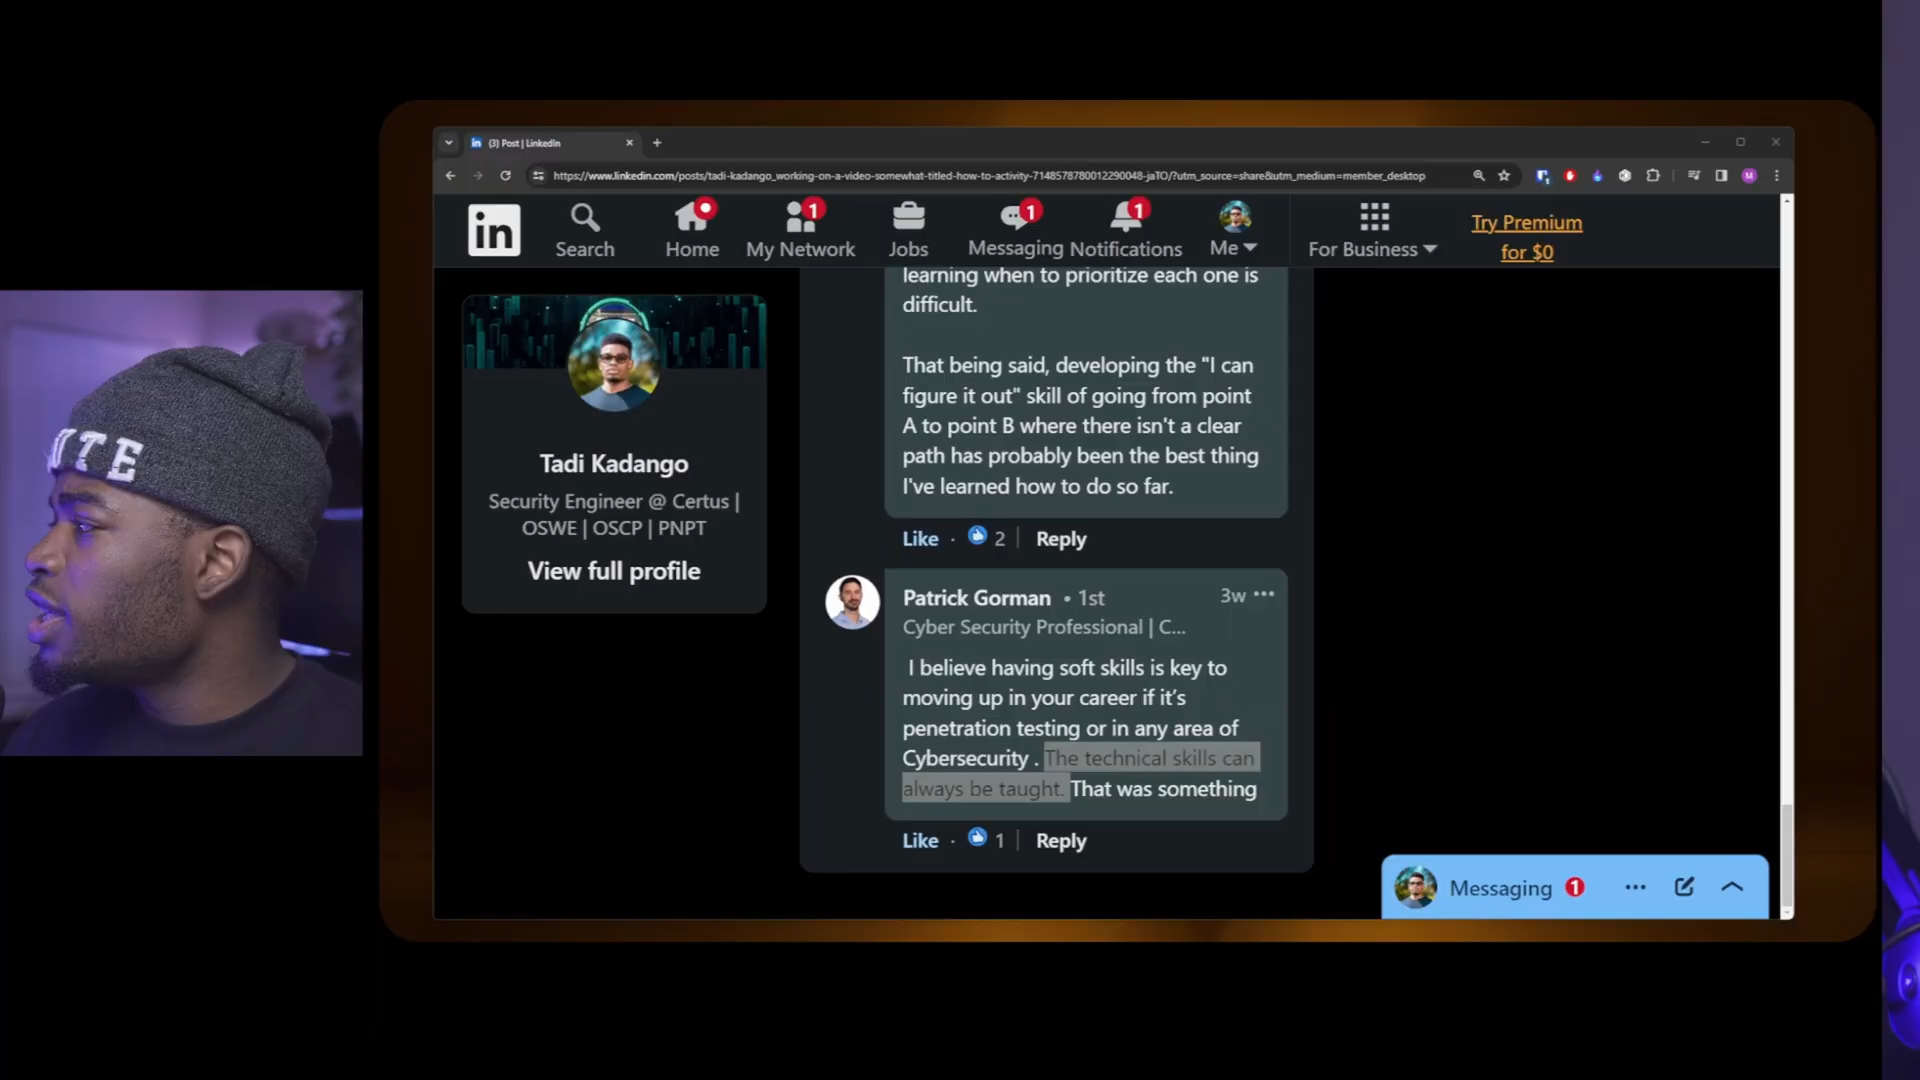 (3) Post | LinkedIn
https://www.linkedin.com/posts/tadi-kadango_working-on-a-video-somewhat-titled-how-to-activity-7148578780012290048-jaTO/?utm_source=share&utm_medium=member_desktop
in
Search
Home
1
My Network
Jobs
1
Messaging
1
Notifications
Me
For Business
Try Premium
for $0
UTE
Tadi Kadango
Security Engineer @ Certus |
OSWE | OSCP | PNPT
View full profile
learning when to prioritize each one is
difficult.
That being said, developing the "I can
figure it out" skill of going from point
A to point B where there isn't a clear
path has probably been the best thing
I've learned how to do so far.
Like · 2 | Reply
Patrick Gorman • 1st
3w
Cyber Security Professional | C...
I believe having soft skills is key to
moving up in your career if it’s
penetration testing or in any area of
Cybersecurity . The technical skills can
always be taught. That was something
Like · 1 | Reply
Messaging 1